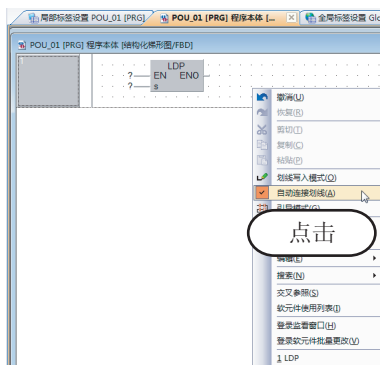 局部标签设置 POU_01 [PRG]
POU_01 [PRG] 程序本体 [...
全局标签设置 Glo
POU_01 [PRG] 程序本体 [结构化梯形图/FBD]
LDP
? EN ENO
? s
撤消(U)
恢复(R)
剪切(T)
复制(C)
粘贴(P)
划线写入模式(O)
自动连接划线(A)
引导模式(G)
点击
编辑(E)
搜索(N)
交叉参照(S)
软元件使用列表(I)
登录监看窗口(H)
登录软元件批量更改(V)
1 LDP